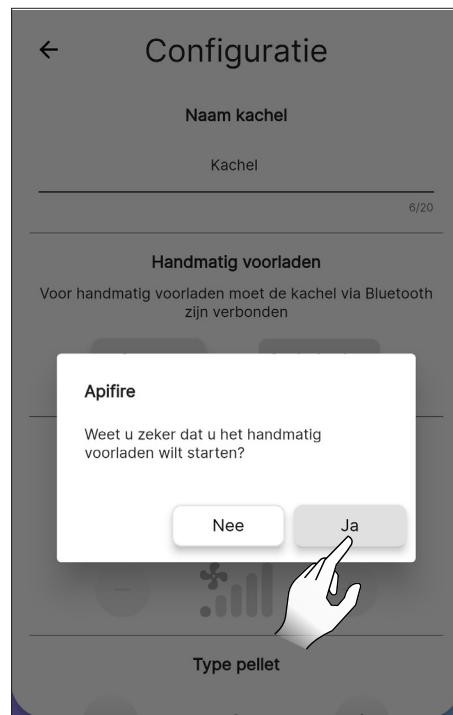 Configuratie
Naam kachel
Kachel
6/20
Handmatig voorladen
Voor handmatig voorladen moet de kachel via Bluetooth
zijn verbonden
Apifire
Weet u zeker dat u het handmatig
voorladen wilt starten?
Nee
Ja
Type pellet